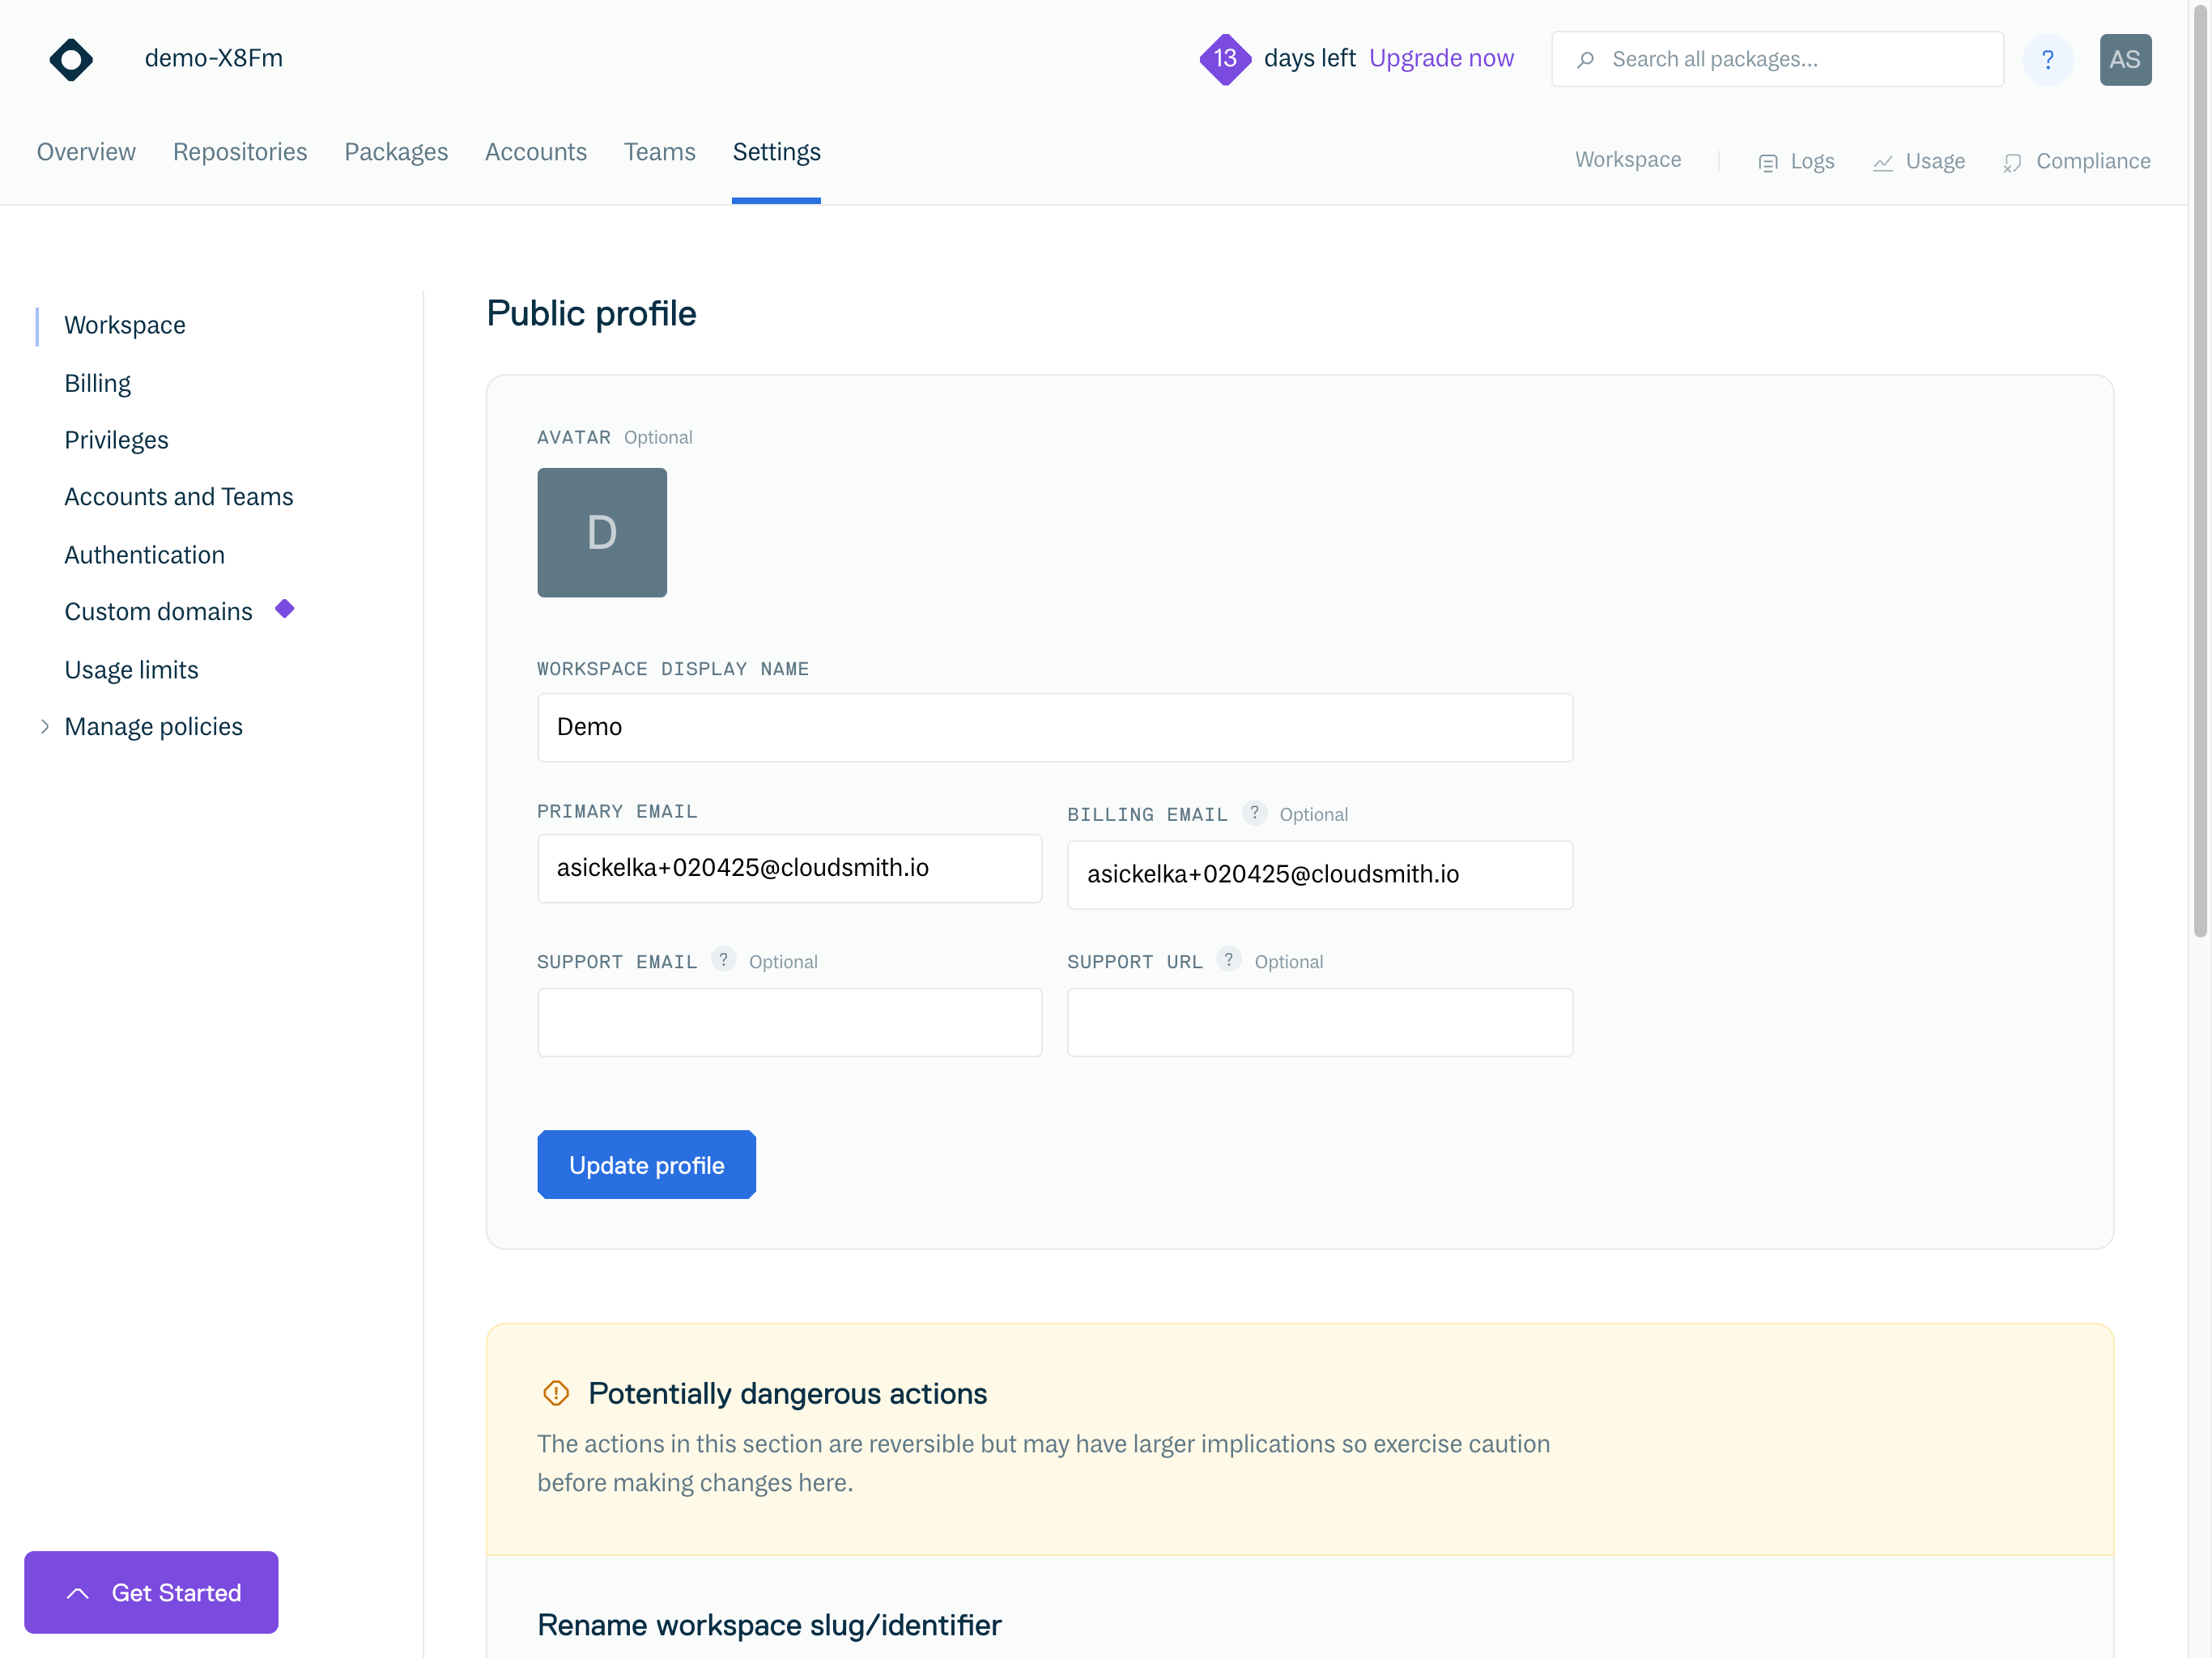 demo-X8Fm
13 days left Upgrade now
Search all packages...
?
AS
Overview Repositories Packages Accounts Teams Settings
Workspace Logs Usage Compliance
Workspace
Billing
Privileges
Accounts and Teams
Authentication
Custom domains
Usage limits
Manage policies
Get Started
Public profile
AVATAR Optional
D
WORKSPACE DISPLAY NAME
Demo
PRIMARY EMAIL
asickelka+020425@cloudsmith.io
BILLING EMAIL ? Optional
asickelka+020425@cloudsmith.io
SUPPORT EMAIL ? Optional
SUPPORT URL ? Optional
Update profile
Potentially dangerous actions
The actions in this section are reversible but may have larger implications so exercise caution
before making changes here.
Rename workspace slug/identifier